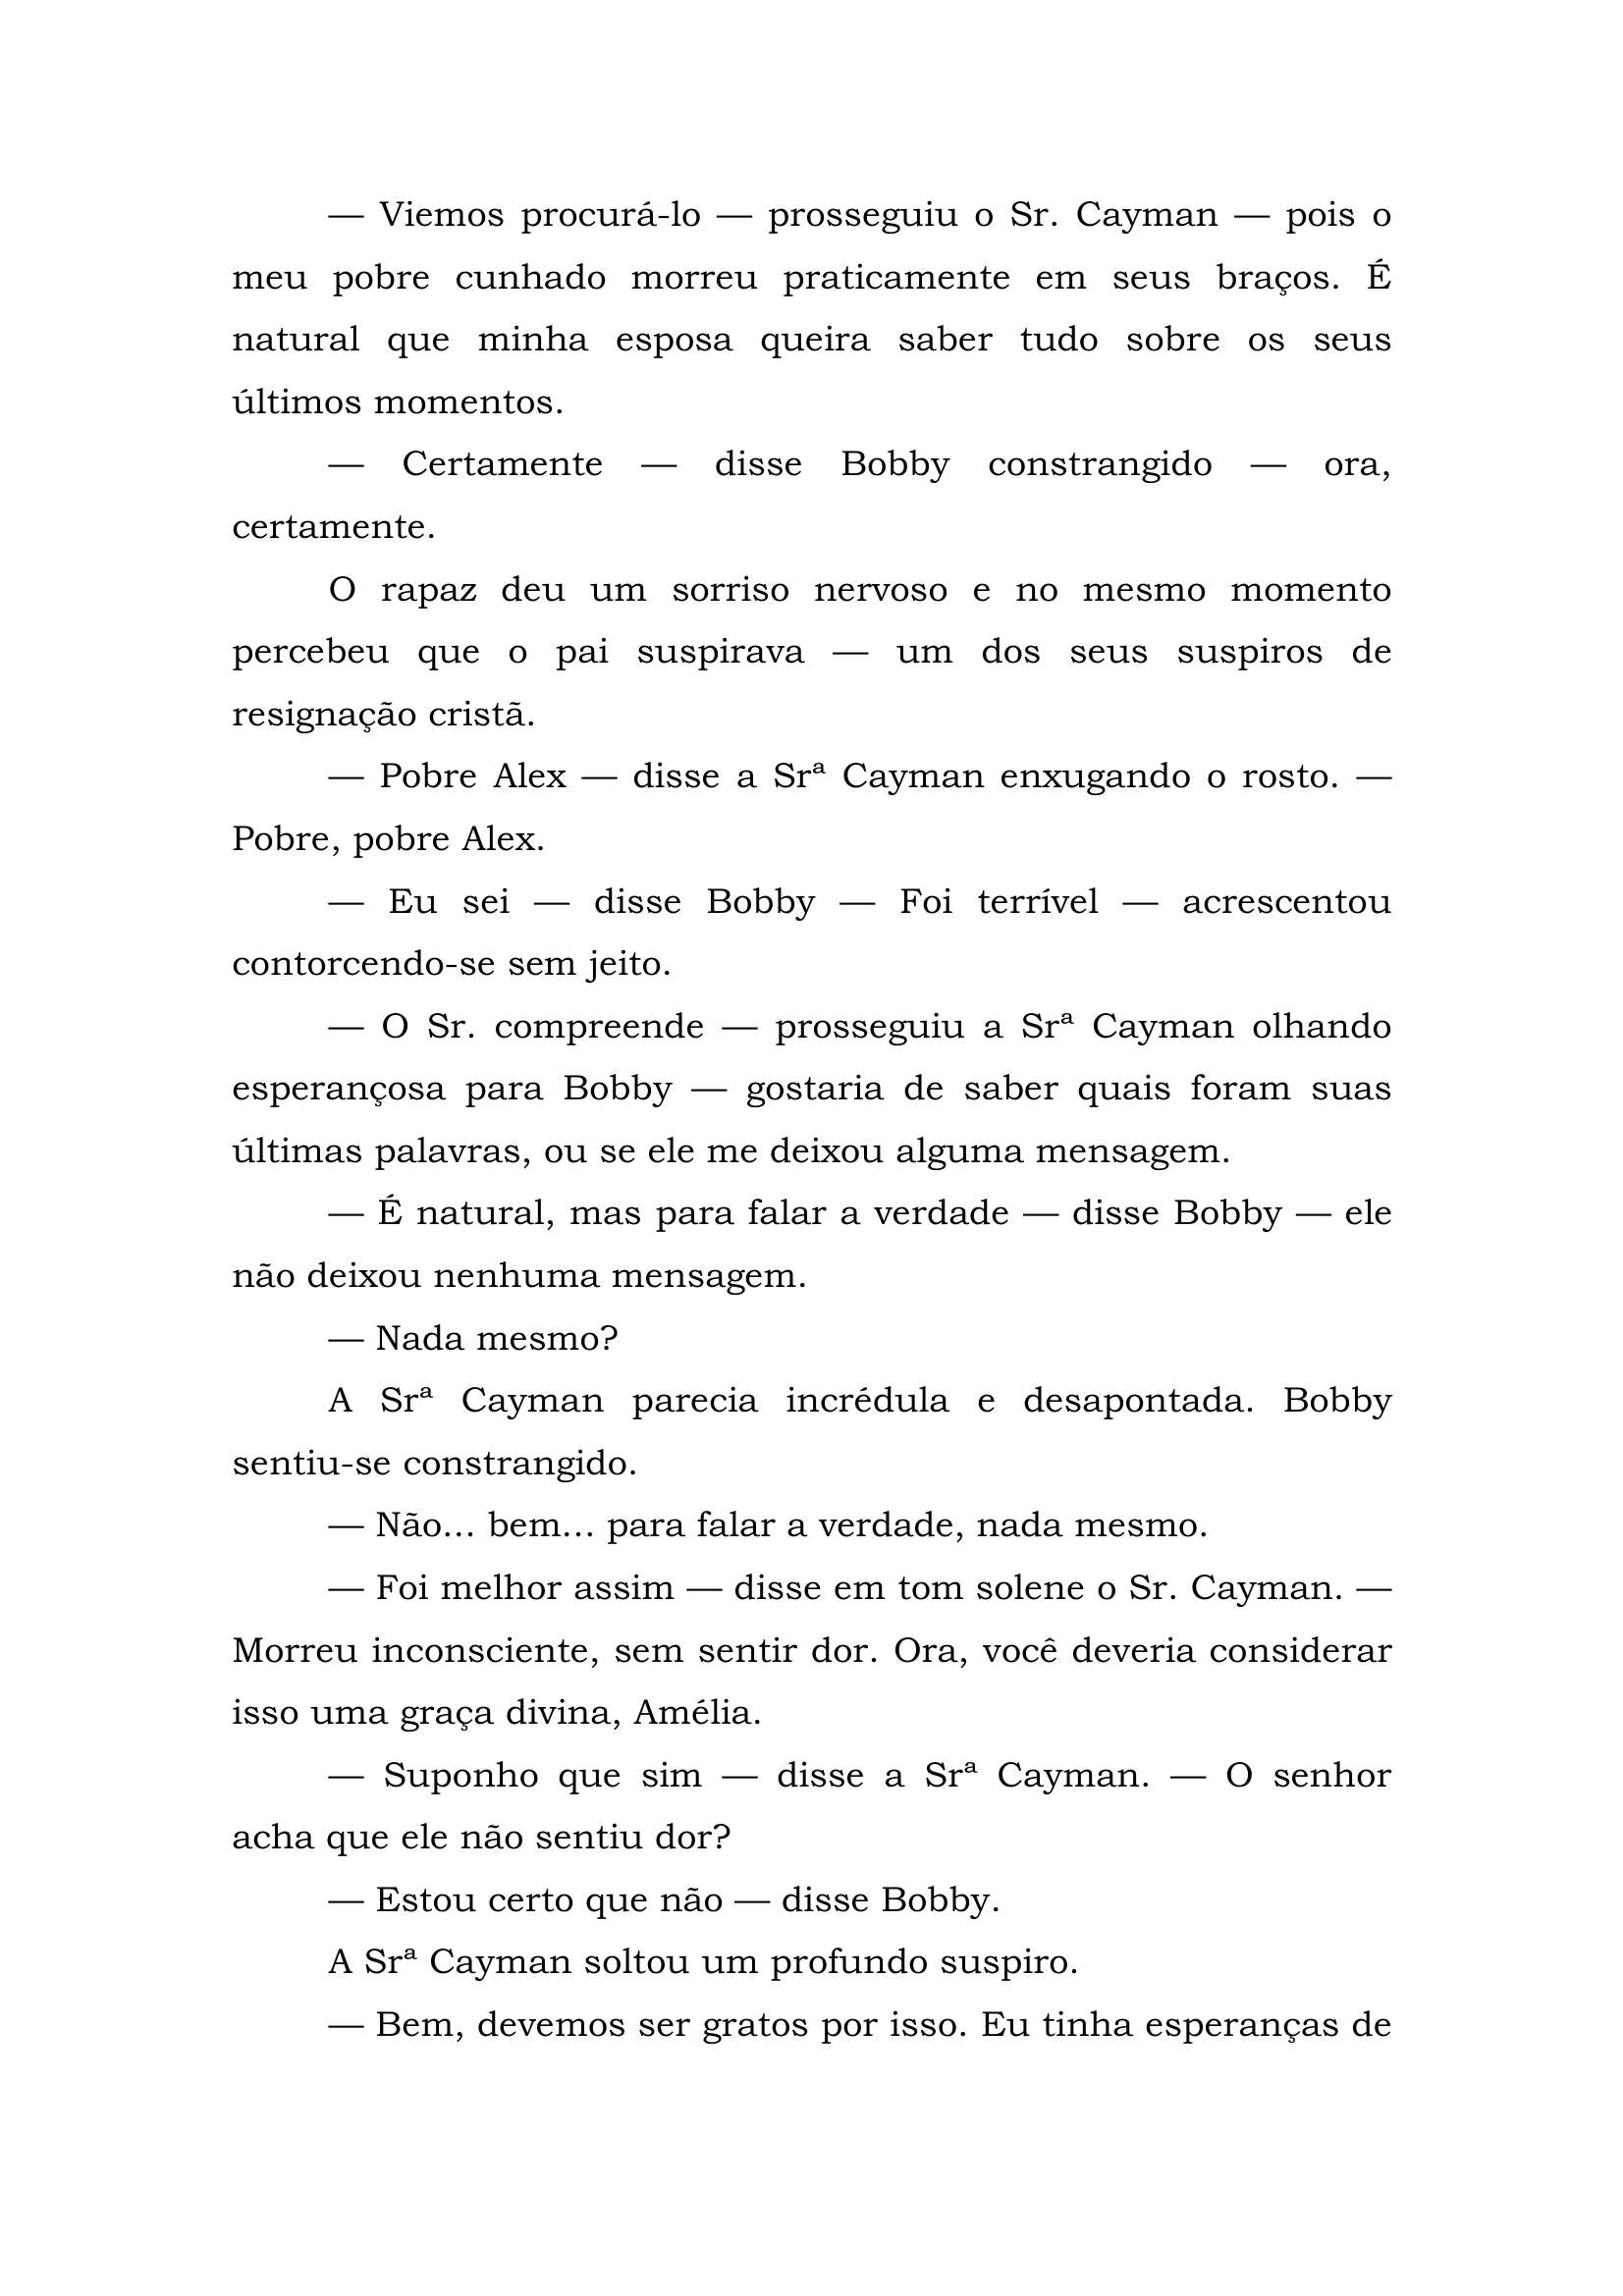 — Viemos procurá-lo — prosseguiu o Sr. Cayman — pois o
meu pobre cunhado morreu praticamente em seus braços. É
natural que minha esposa queira saber tudo sobre os seus
últimos momentos.
— Certamente — disse Bobby constrangido — ora,
certamente.
O rapaz deu um sorriso nervoso e no mesmo momento
percebeu que o pai suspirava — um dos seus suspiros de
resignação cristã.
— Pobre Alex — disse a Srª Cayman enxugando o rosto. —
Pobre, pobre Alex.
— Eu sei — disse Bobby — Foi terrível — acrescentou
contorcendo-se sem jeito.
— O Sr. compreende — prosseguiu a Srª Cayman olhando
esperançosa para Bobby — gostaria de saber quais foram suas
últimas palavras, ou se ele me deixou alguma mensagem.
— É natural, mas para falar a verdade — disse Bobby — ele
não deixou nenhuma mensagem.
— Nada mesmo?
A Srª Cayman parecia incrédula e desapontada. Bobby
sentiu-se constrangido.
— Não... bem... para falar a verdade, nada mesmo.
— Foi melhor assim — disse em tom solene o Sr. Cayman. —
Morreu inconsciente, sem sentir dor. Ora, você deveria considerar
isso uma graça divina, Amélia.
— Suponho que sim — disse a Srª Cayman. — O senhor
acha que ele não sentiu dor?
— Estou certo que não — disse Bobby.
A Srª Cayman soltou um profundo suspiro.
— Bem, devemos ser gratos por isso. Eu tinha esperanças de